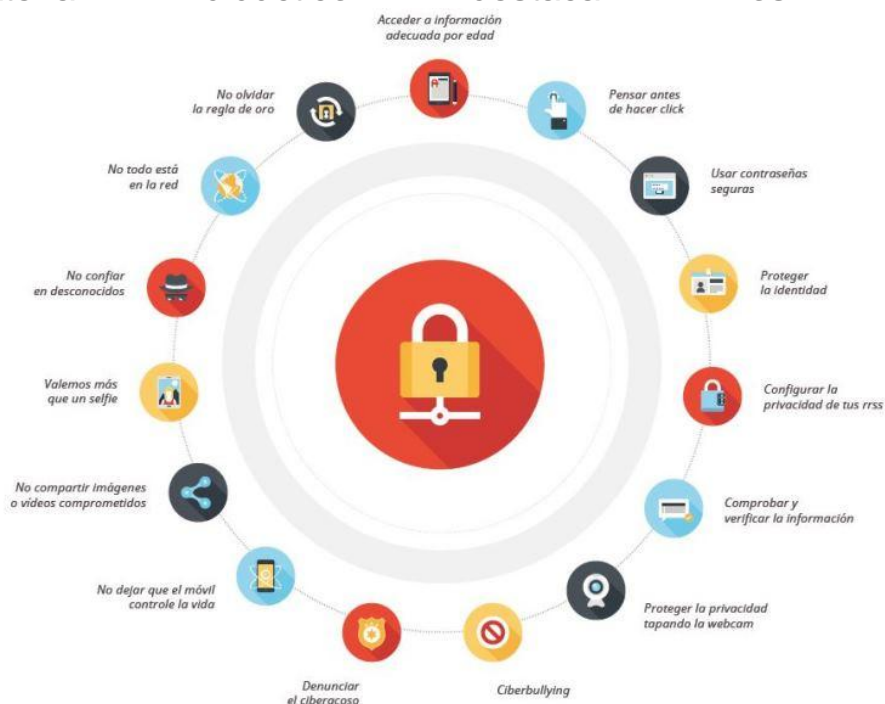 Acceder a información
adecuada por edad
Pensar antes
de hacer click
Usar contraseñas
seguras
Proteger
la identidad
Configurar la
privacidad de tus rrss
Comprobar y
verificar la información
Proteger la privacidad
tapando la webcam
Ciberbullying
Denunciar
el ciberacoso
No dejar que el móvil
controle la vida
No compartir imágenes
o vídeos comprometidos
Valemos más
que un selfie
No confiar
en desconocidos
No todo está
en la red
No olvidar
la regla de oro